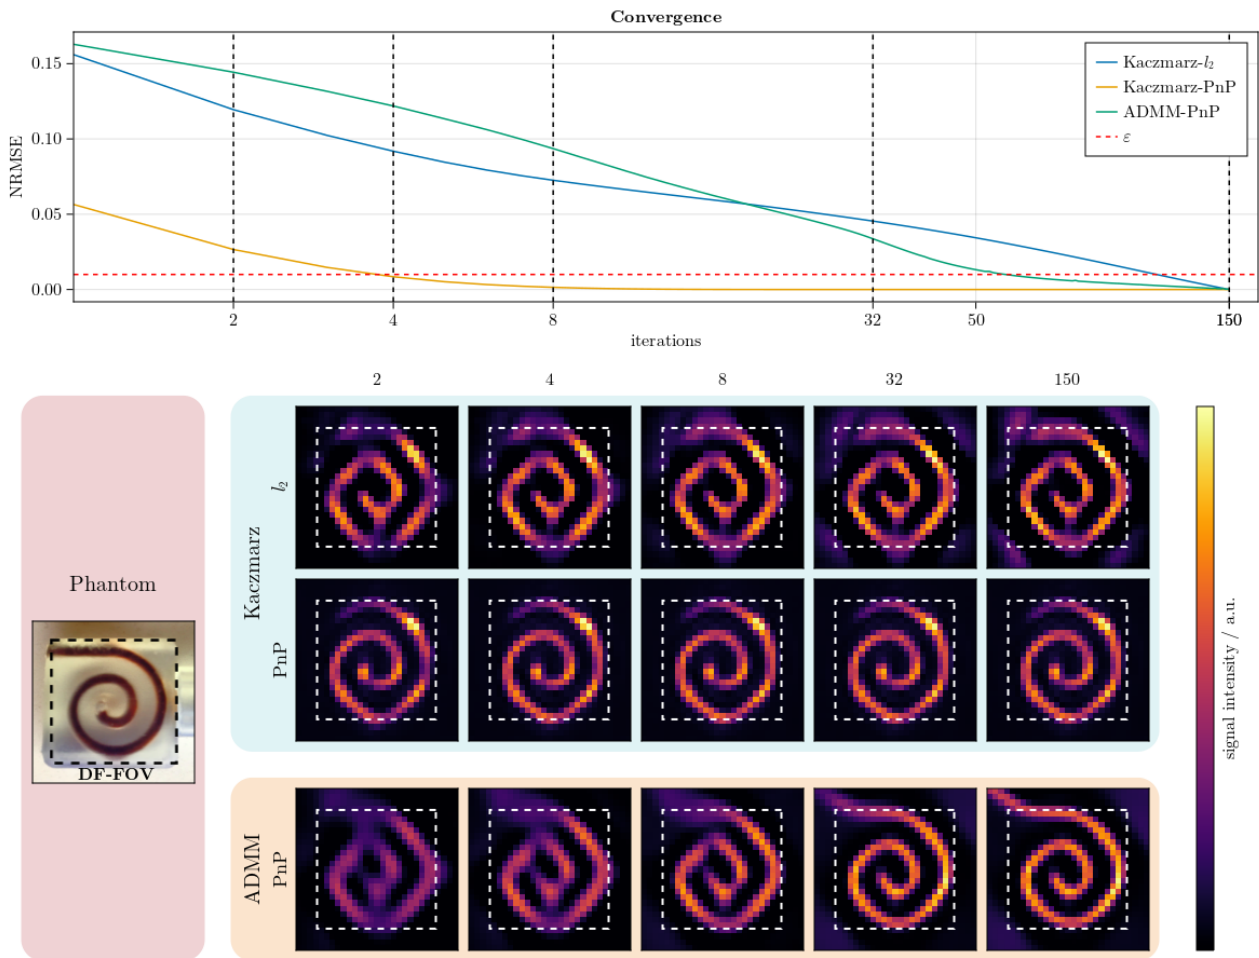 Convergence
NRMSE
0.15
0.10
0.05
0.00
Kaczmarz-l₂
Kaczmarz-PnP
ADMM-PnP
ε
2 4 8 32 50 150
iterations
2 4 8 32 150
Phantom
DF-FOV
Kaczmarz
l₂
PnP
ADMM
PnP
signal intensity / a.u.